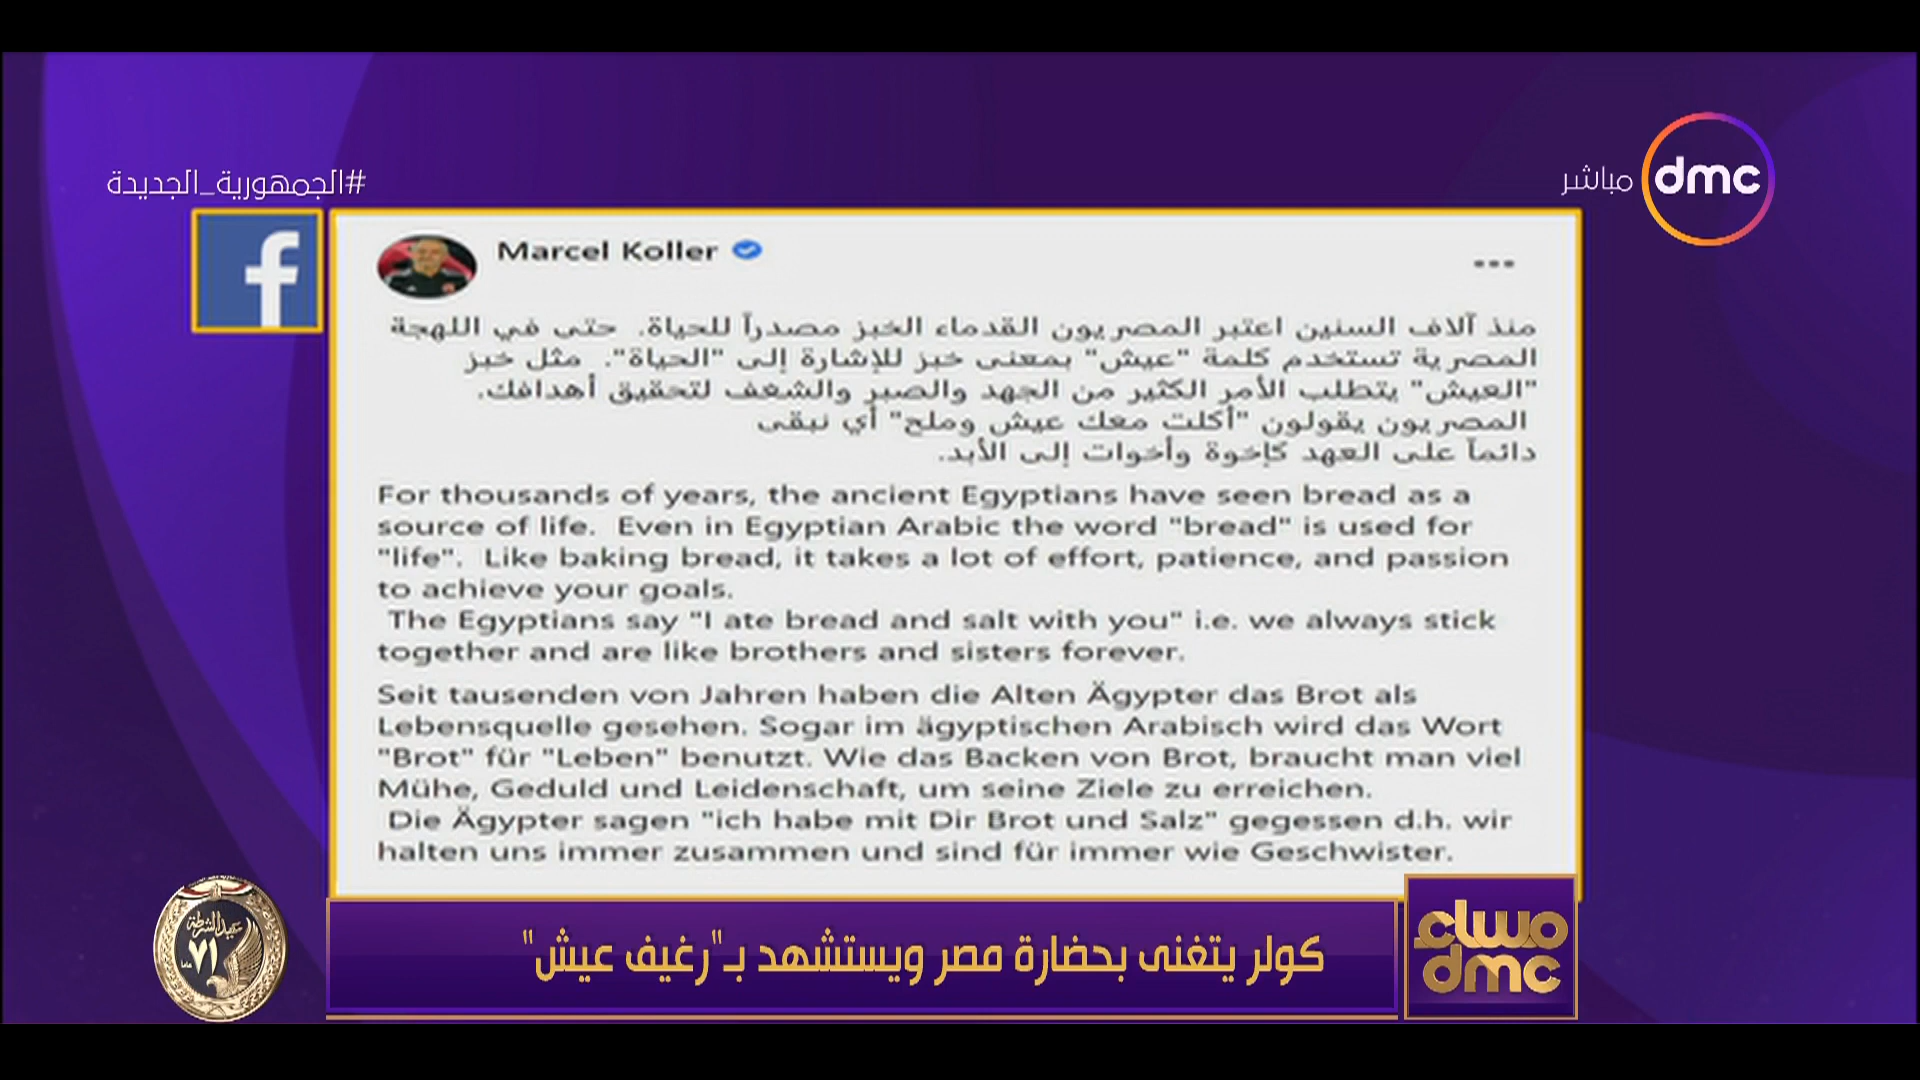 #الجمهورية_الجديدة
مباشر
dmc
f
Marcel Koller
منذ آلاف السنين اعتبر المصريون القدماء الخبز مصدراً للحياة. حتى في اللهجة
المصرية تستخدم كلمة "عيش" بمعنى خبز للإشارة إلى "الحياة". مثل خبز
"العيش" يتطلب الأمر الكثير من الجهد والصبر والشغف لتحقيق أهدافك.
المصريون يقولون "أكلت معك عيش وملح" أي نبقى
دائماً على العهد كإخوة وأخوات إلى الأبد.
For thousands of years, the ancient Egyptians have seen bread as a
source of life. Even in Egyptian Arabic the word "bread" is used for
"life". Like baking bread, it takes a lot of effort, patience, and passion
to achieve your goals.
The Egyptians say "I ate bread and salt with you" i.e. we always stick
together and are like brothers and sisters forever.
Seit tausenden von Jahren haben die Alten Ägypter das Brot als
Lebensquelle gesehen. Sogar im ägyptischen Arabisch wird das Wort
"Brot" für "Leben" benutzt. Wie das Backen von Brot, braucht man viel
Mühe, Geduld und Leidenschaft, um seine Ziele zu erreichen.
Die Ägypter sagen "ich habe mit Dir Brot und Salz" gegessen d.h. wir
halten uns immer zusammen und sind für immer wie Geschwister.
كولر يتغنى بحضارة مصر ويستشهد بـ"رغيف عيش"
مساء
dmc
عيد الشرطة
٧١
عاما